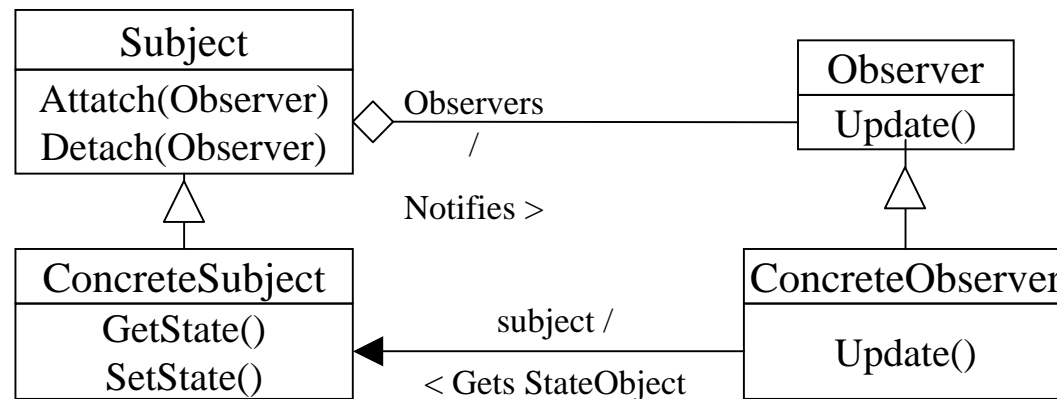 Subject
Attatch(Observer)
Detach(Observer)
Observers
/
Notifies >
Observer
Update()
ConcreteSubject
GetState()
SetState()
subject /
< Gets StateObject
ConcreteObserver
Update()